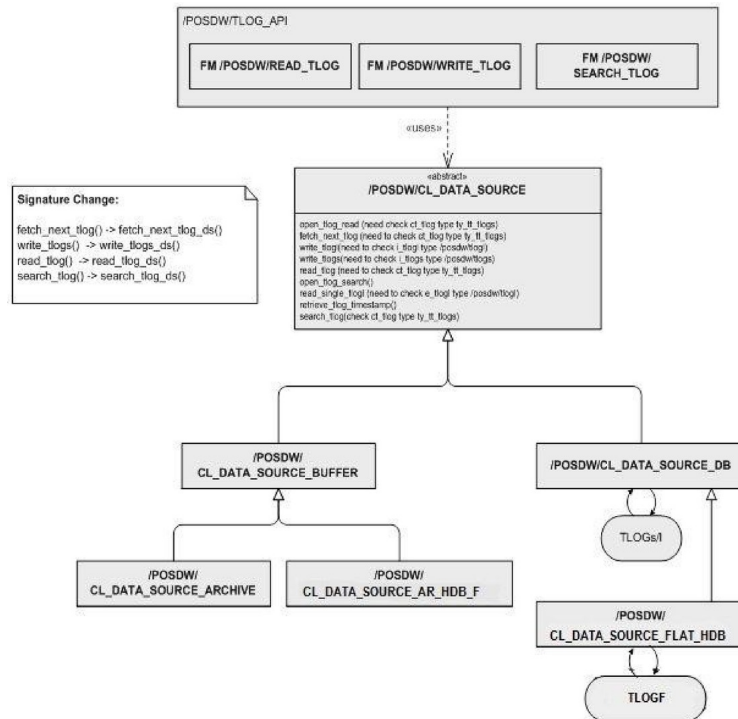 /POSDW/TLOG_API
FM /POSDW/READ_TLOG
FM /POSDW/WRITE_TLOG
FM /POSDW/
SEARCH_TLOG
«uses»
«abstract»
/POSDW/CL_DATA_SOURCE
open_tlog_read (need check ct_tlog type ty_tt_tlogs)
fetch_next_tlog (need to check ct_tlog type ty_tt_tlogs)
write_tlogl(need to check i_tlogl type /posdw/tlogl)
write_tlogs(need to check i_tlogs type /posdw/tlogs)
read_tlog (need to check ct_tlog type ty_tt_tlogs)
open_tlog_search()
read_single_tlogl (need to check e_tlogl type /posdw/tlogl)
retrieve_tlog_timestamp()
search_tlog(check ct_tlog type ty_tt_tlogs)
Signature Change:
fetch_next_tlog() -> fetch_next_tlog_ds()
write_tlogs() -> write_tlogs_ds()
read_tlog() -> read_tlog_ds()
search_tlog() -> search_tlog_ds()
/POSDW/
CL_DATA_SOURCE_BUFFER
/POSDW/CL_DATA_SOURCE_DB
TLOGs/l
/POSDW/
CL_DATA_SOURCE_ARCHIVE
/POSDW/
CL_DATA_SOURCE_AR_HDB_F
/POSDW/
CL_DATA_SOURCE_FLAT_HDB
TLOGF